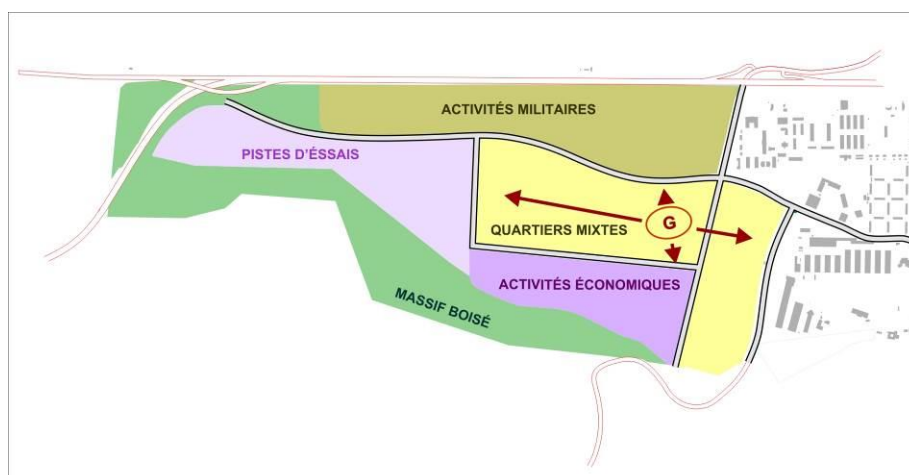 ACTIVITÉS MILITAIRES
PISTES D'ÉSSAIS
G
QUARTIERS MIXTES
ACTIVITÉS ÉCONOMIQUES
MASSIF BOISÉ